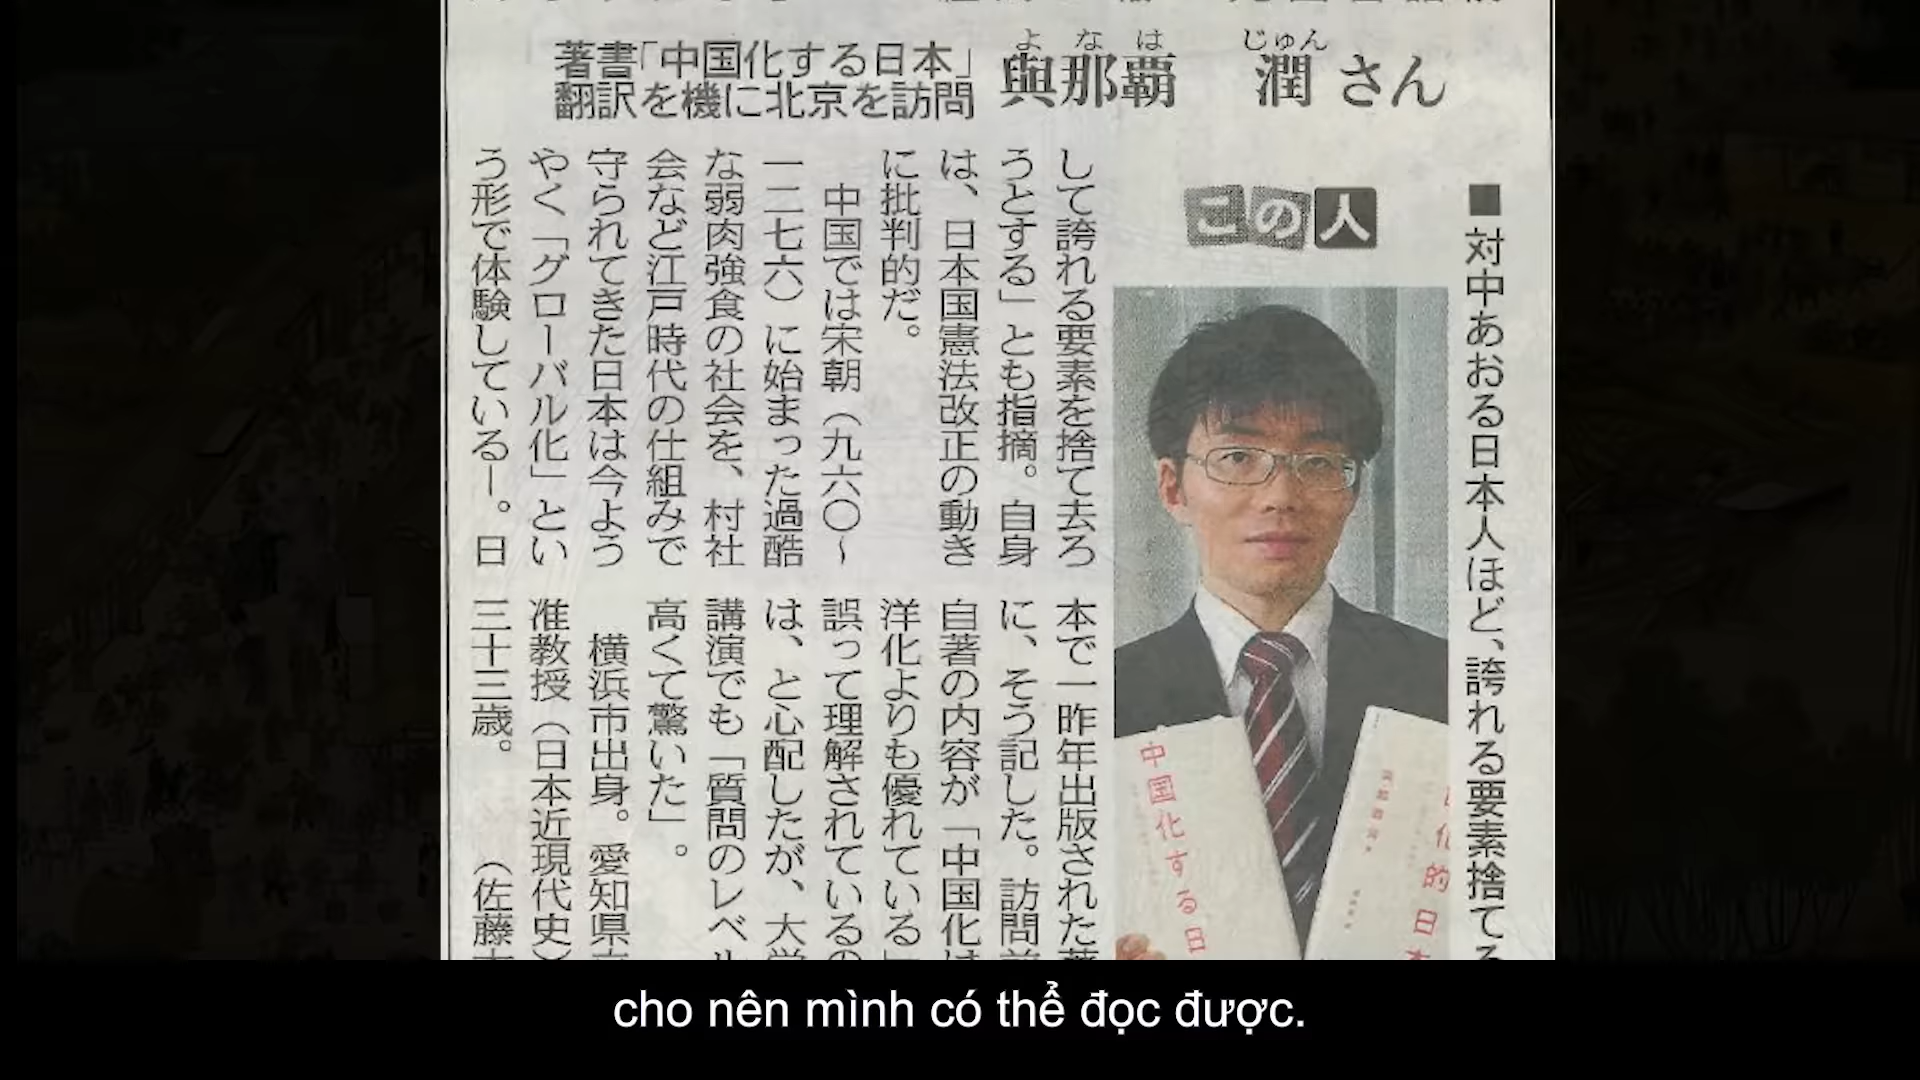 よなは じゅん
與那覇 潤さん
著書「中国化する日本」
翻訳を機に北京を訪問
この人
■対中あおる日本人ほど、誇れる要素捨てる
して誇れる要素を捨て去ろ
うとする」とも指摘。自身
は、日本国憲法改正の動き
に批判的だ。
中国では宋朝（九六〇～
一二七六）に始まった過酷
な弱肉強食の社会を、村社
会など江戸時代の仕組みで
守られてきた日本は今よう
やく「グローバル化」とい
う形で体験している―。日
本で一昨年出版された著
に、そう記した。訪問前
自著の内容が「中国化は
洋化よりも優れている」
誤って理解されているの
は、と心配したが、大学
講演でも「質問のレベル
高くて驚いた」。
横浜市出身。愛知県立
准教授（日本近現代史）
三十三歳。（佐藤
中国化する日
化的日本
cho nên mình có thể đọc được.